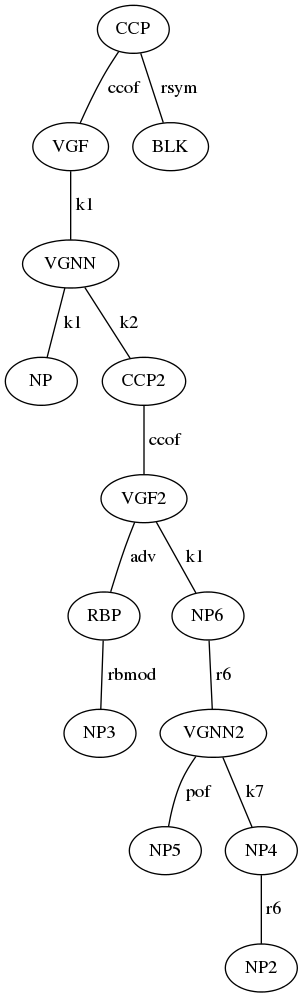 CCP
ccof rsym
VGF BLK
k1
VGNN
k1 k2
NP CCP2
ccof
VGF2
adv k1
RBP NP6
rbmod r6
NP3 VGNN2
pof k7
NP5 NP4
r6
NP2